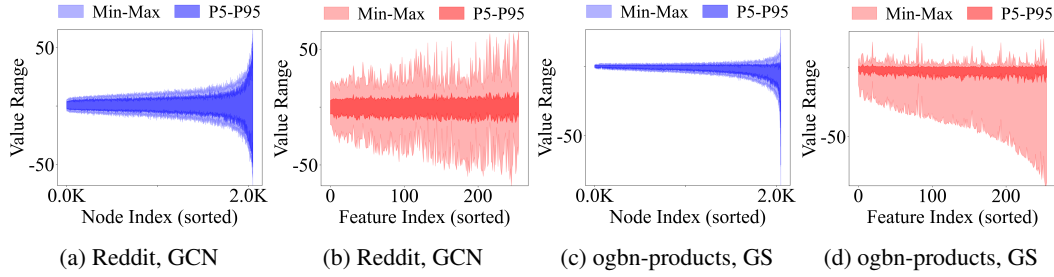 Min-Max P5-P95
50
-50
Value Range
0.0K 2.0K
Node Index (sorted)
(a) Reddit, GCN
Min-Max P5-P95
50
0
-50
Value Range
0 100 200
Feature Index (sorted)
(b) Reddit, GCN
Min-Max P5-P95
0
-50
Value Range
0.0K 2.0K
Node Index (sorted)
(c) ogbn-products, GS
Min-Max P5-P95
0
-50
Value Range
0 100 200
Feature Index (sorted)
(d) ogbn-products, GS